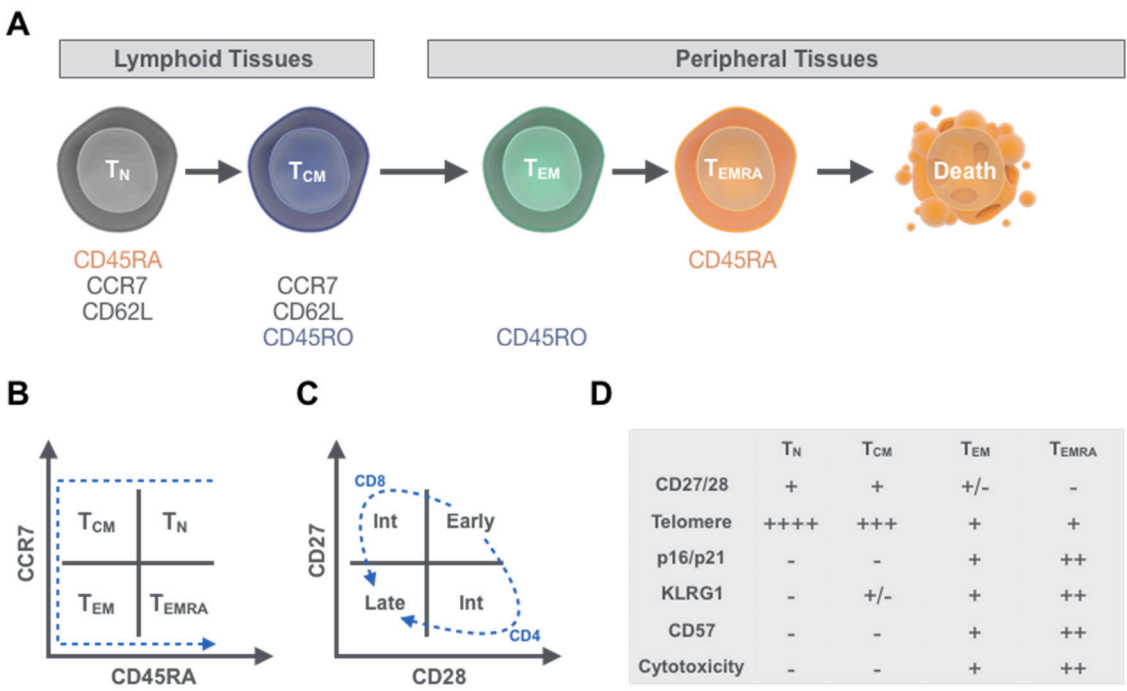 A
Lymphoid Tissues
Peripheral Tissues
TN
TCM
TEM
TEMRA
Death
CD45RA
CCR7
CD62L
CCR7
CD62L
CD45RO
CD45RO
CD45RA
B
CCR7
TCM
TN
TEM
TEMRA
CD45RA
C
CD27
CD8
Int
Early
Late
Int
CD4
CD28
D
TN TCM TEM TEMRA
CD27/28 + + +/- -
Telomere ++++ +++ + +
p16/p21 - - + ++
KLRG1 - +/- + ++
CD57 - - + ++
Cytotoxicity - - + ++